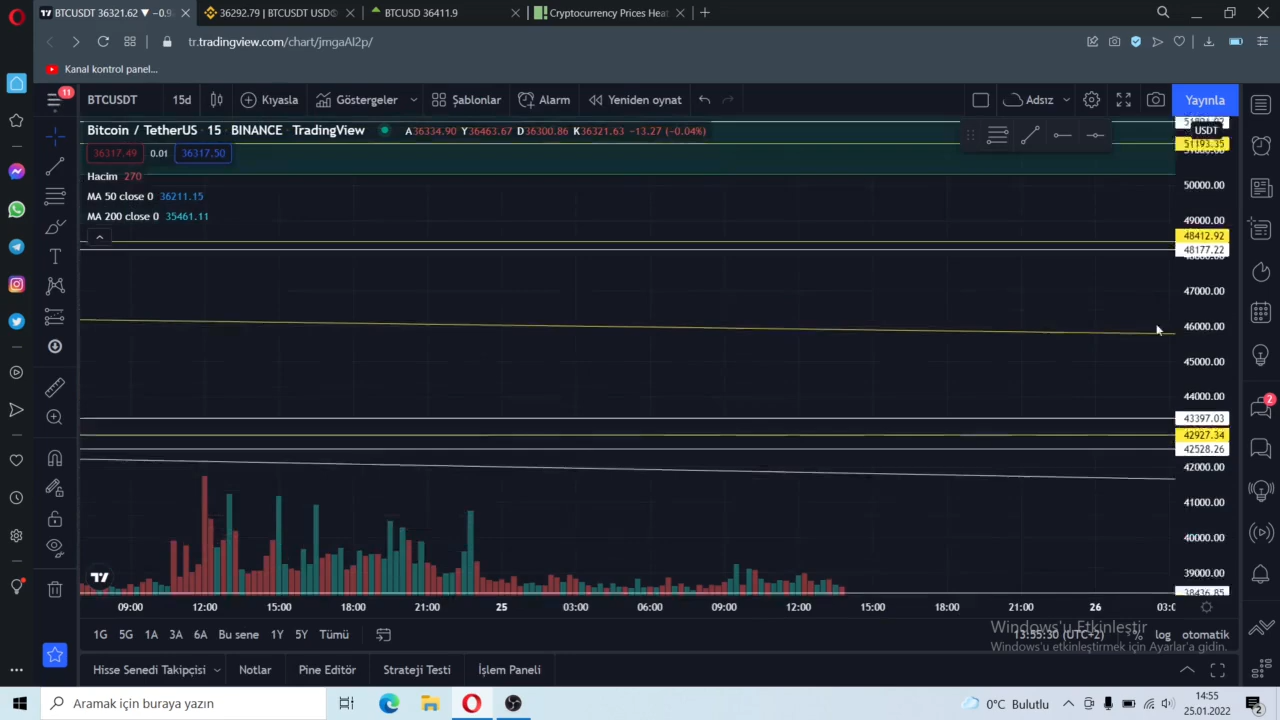 BTCUSDT 36321.62 ▼ −0.9
36292.79 | BTCUSDT USD©
BTCUSD 36411.9
Cryptocurrency Prices Heat
tr.tradingview.com/chart/jmgaAI2p/
Kanal kontrol panel...
11
BTCUSDT
15d
Kıyasla
Göstergeler
Şablonlar
Alarm
Yeniden oynat
Adsız
Yayınla
Bitcoin / TetherUS · 15 · BINANCE · TradingView
A36334.90 Y36463.67 D36300.86 K36321.63 −13.27 (−0.04%)
USDT
51193.35
36317.49
0.01
36317.50
Hacim 270
50000.00
MA 50 close 0 36211.15
MA 200 close 0 35461.11
49000.00
48412.92
48177.22
47000.00
46000.00
45000.00
44000.00
2
43397.03
42927.34
42528.26
42000.00
41000.00
40000.00
39000.00
38436.85
09:00 12:00 15:00 18:00 21:00 25 03:00 06:00 09:00 12:00 15:00 18:00 21:00 26 03:0
1G 5G 1A 3A 6A Bu sene 1Y 5Y Tümü
13:55:30 (UTC+2) % log otomatik
Windows'u Etkinleştir
Windows'u etkinleştirmek için Ayarlar'a gidin.
Hisse Senedi Takipçisi
Notlar
Pine Editör
Strateji Testi
İşlem Paneli
Aramak için buraya yazın
0°C Bulutlu
14:55
25.01.2022
2